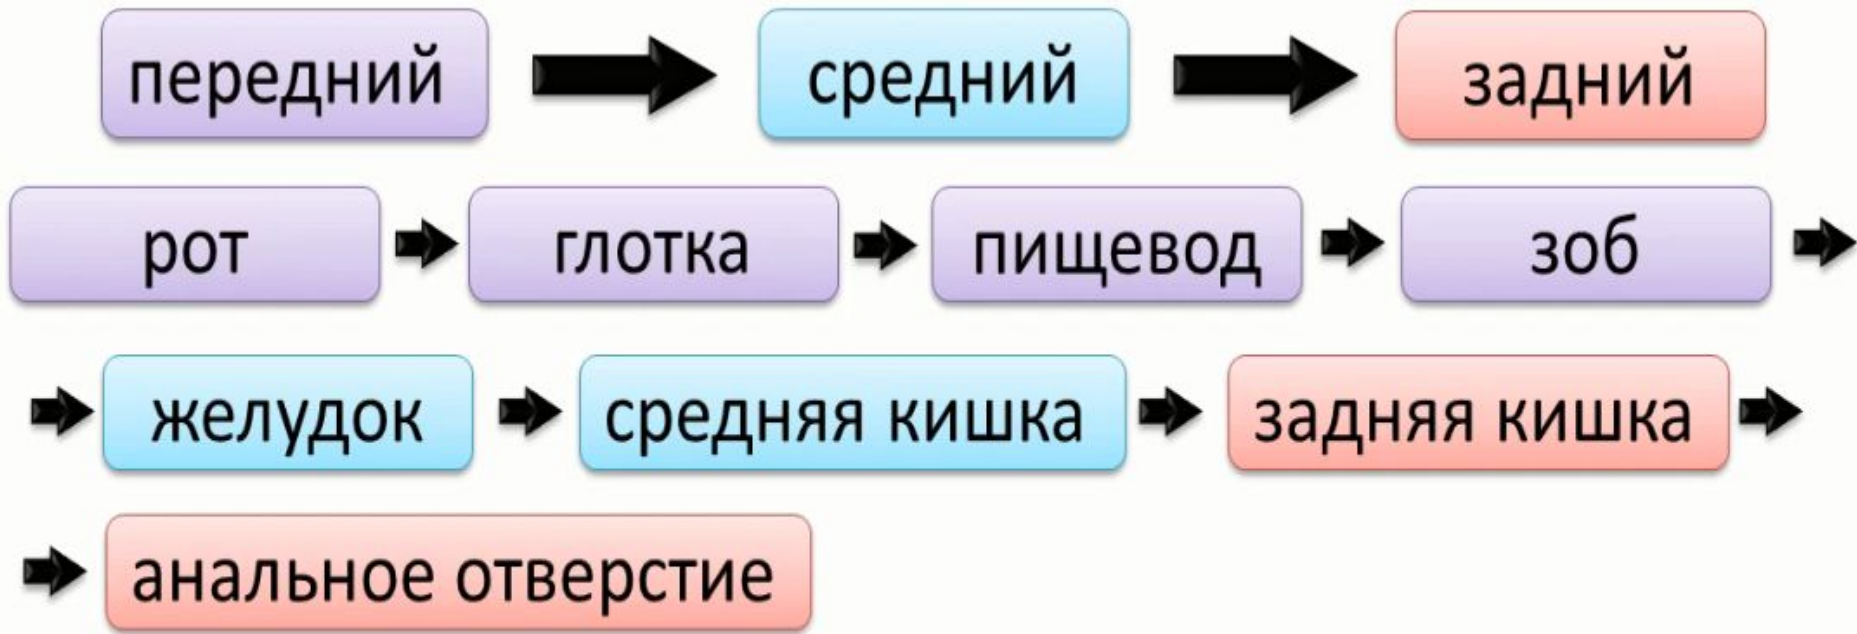 передний средний задний
рот глотка пищевод зоб
желудок средняя кишка задняя кишка
анальное отверстие